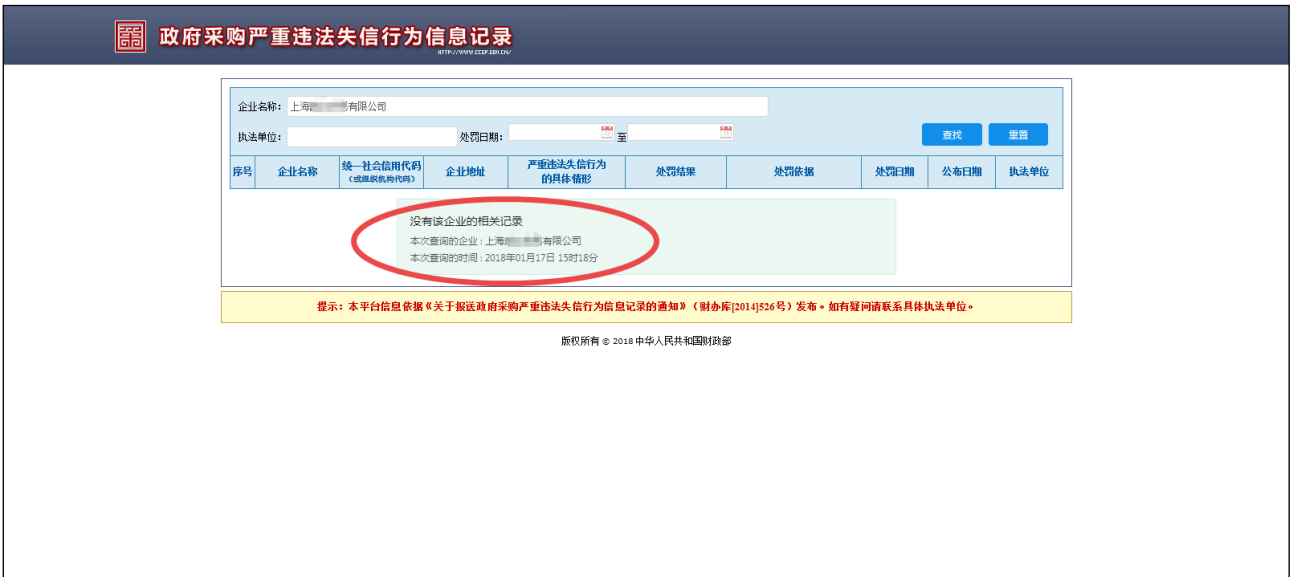 政府采购严重违法失信行为信息记录
HTTP://WWW.CCGP.GOV.CN/
企业名称: 上海 有限公司
执法单位: 处罚日期: 至 查找 重置
序号 企业名称 统一社会信用代码 企业地址 严重违法失信行为 处罚结果 处罚依据 处罚日期 公布日期 执法单位
(或组织机构代码) 的具体情形
没有该企业的相关记录
本次查询的企业 : 上海 有限公司
本次查询的时间 : 2018年01月17日 15时18分
提示: 本平台信息依据《关于报送政府采购严重违法失信行为信息记录的通知》(财办库[2014]526号)发布。如有疑问请联系具体执法单位。
版权所有 © 2018 中华人民共和国财政部